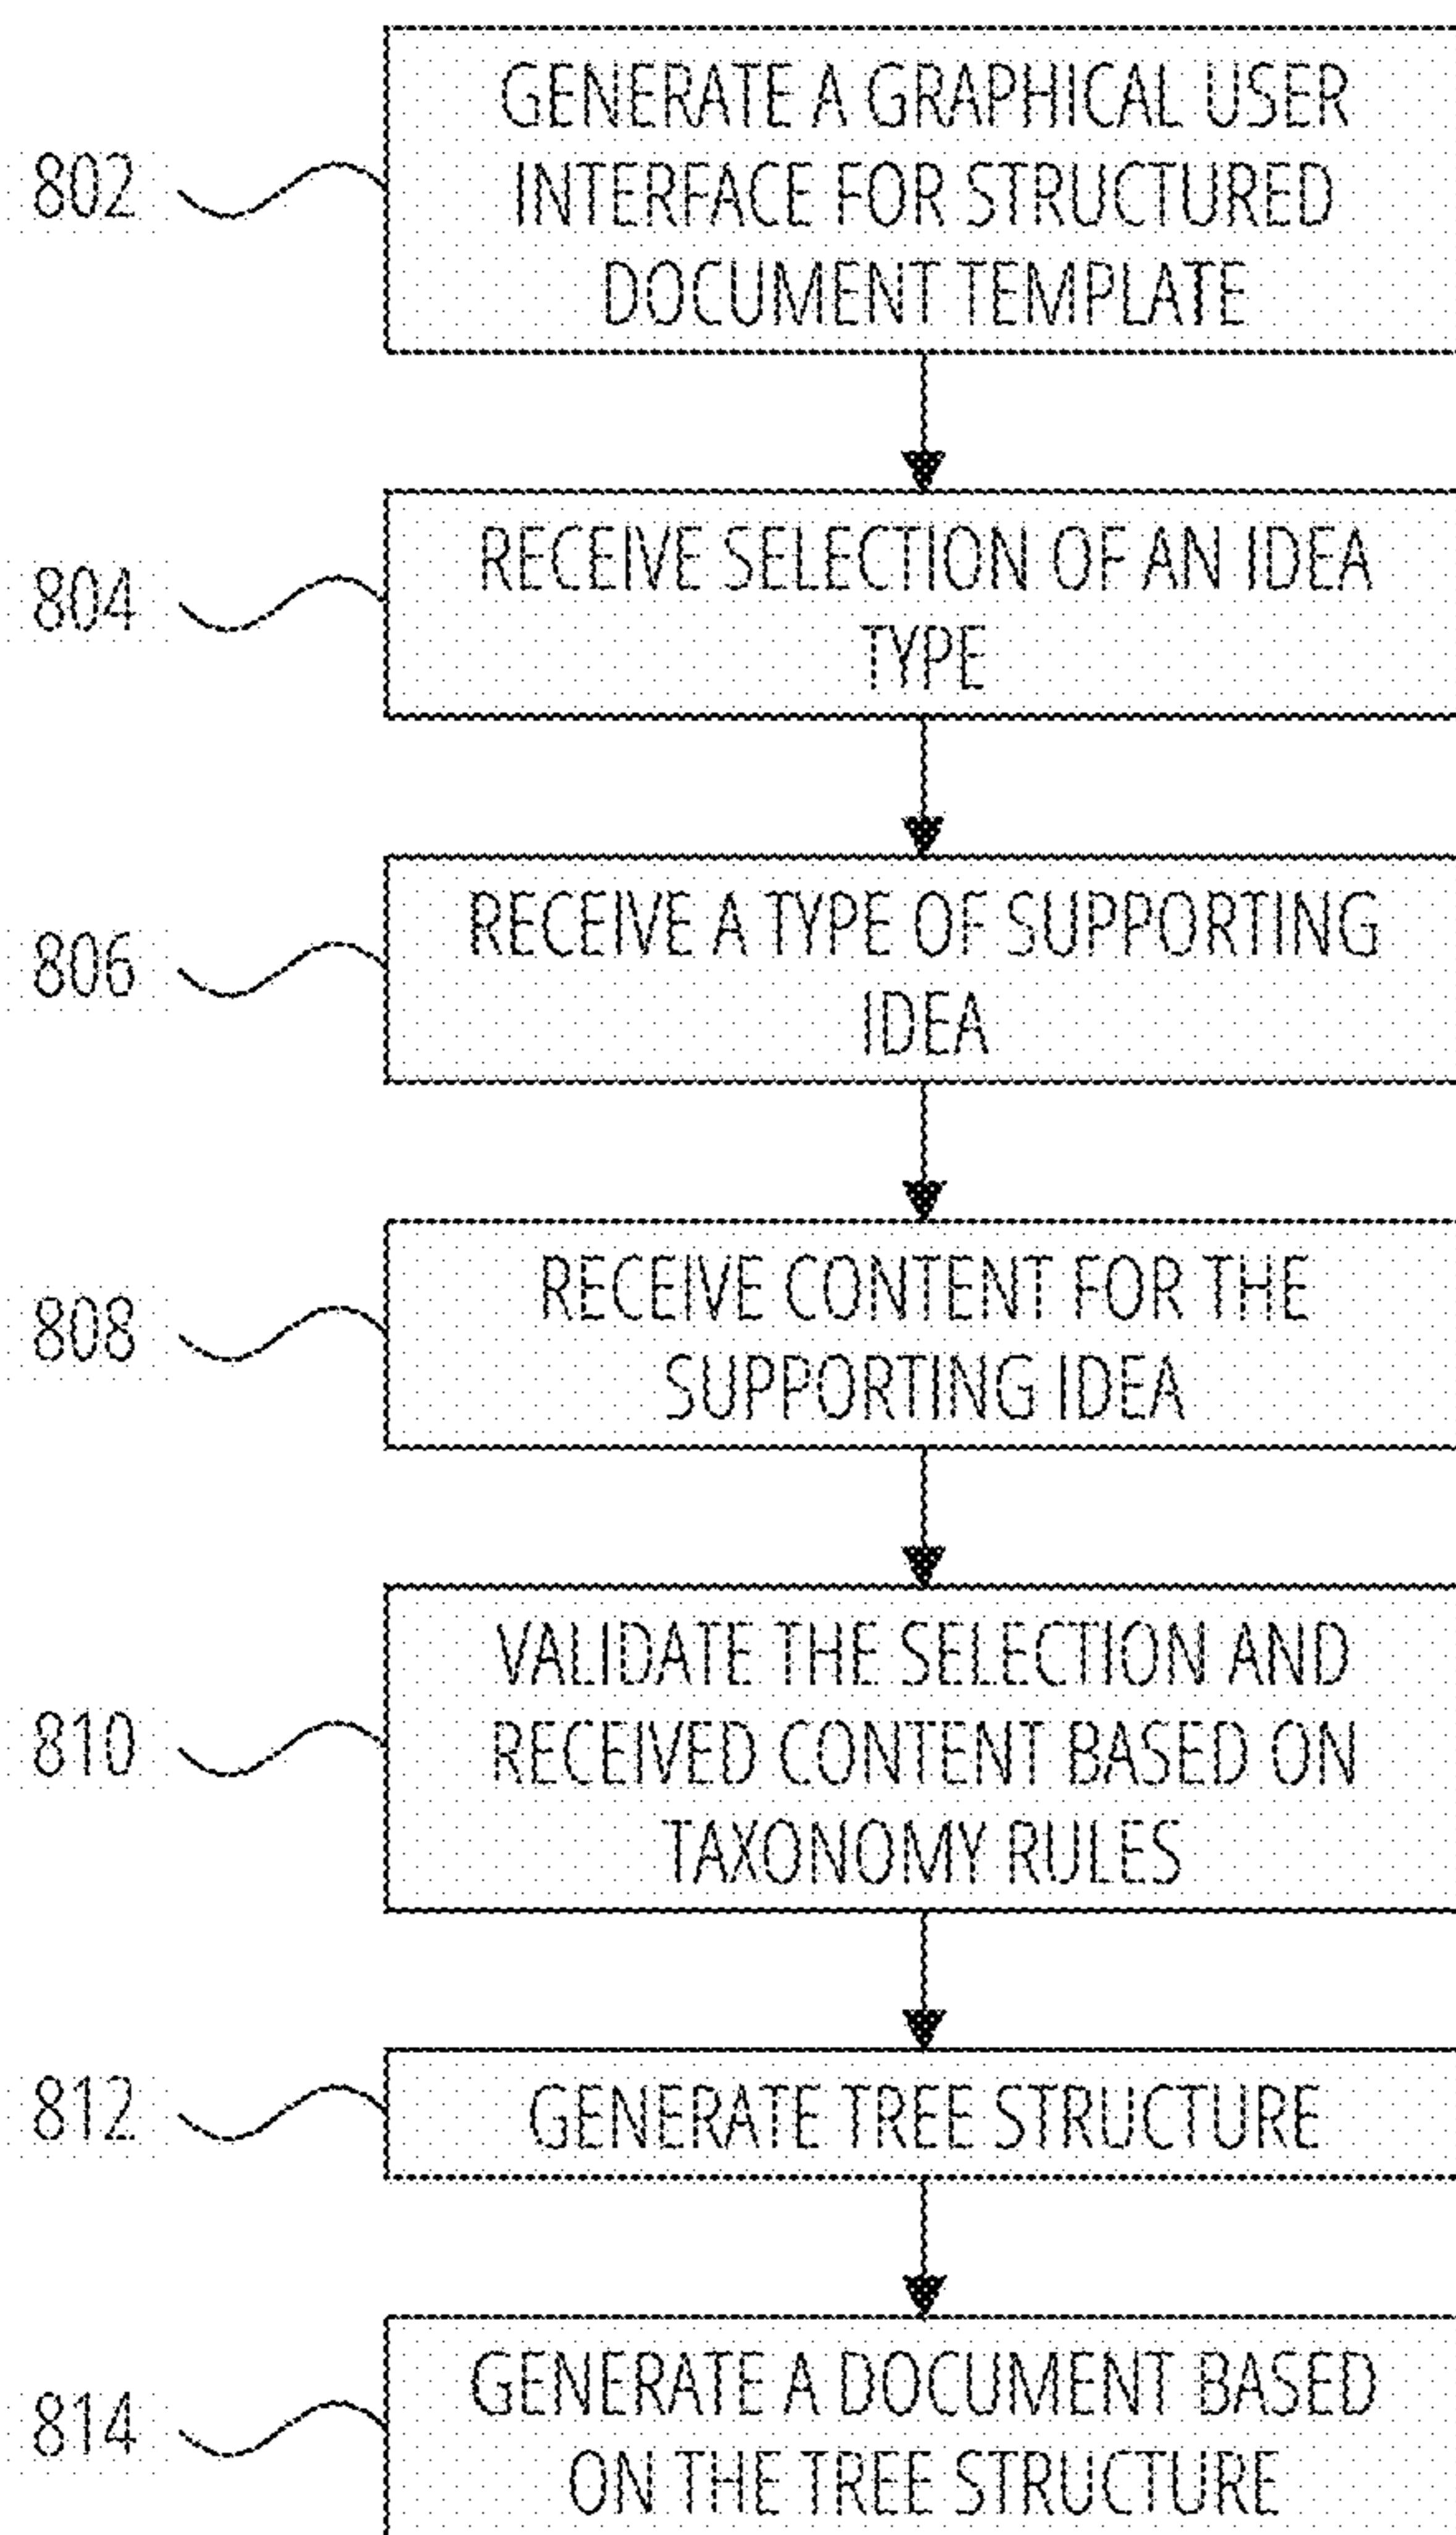 GENERATE A GRAPHICAL USER
802
INTERFACE FOR STRUCTURED
DOCUMENT TEMPLATE
RECEIVE SELECTION OF AN IDEA
804
TYPE
RECEIVE A TYPE OF SUPPORTING
806
IDEA
RECEIVE CONTENT FOR THE
808
SUPPORTING IDEA
VALIDATE THE SELECTION AND
810
RECEIVED CONTENT BASED ON
TAXONOMY RULES
812
GENERATE TREE STRUCTURE
GENERATE A DOCUMENT BASED
814
ON THE TREE STRUCTURE